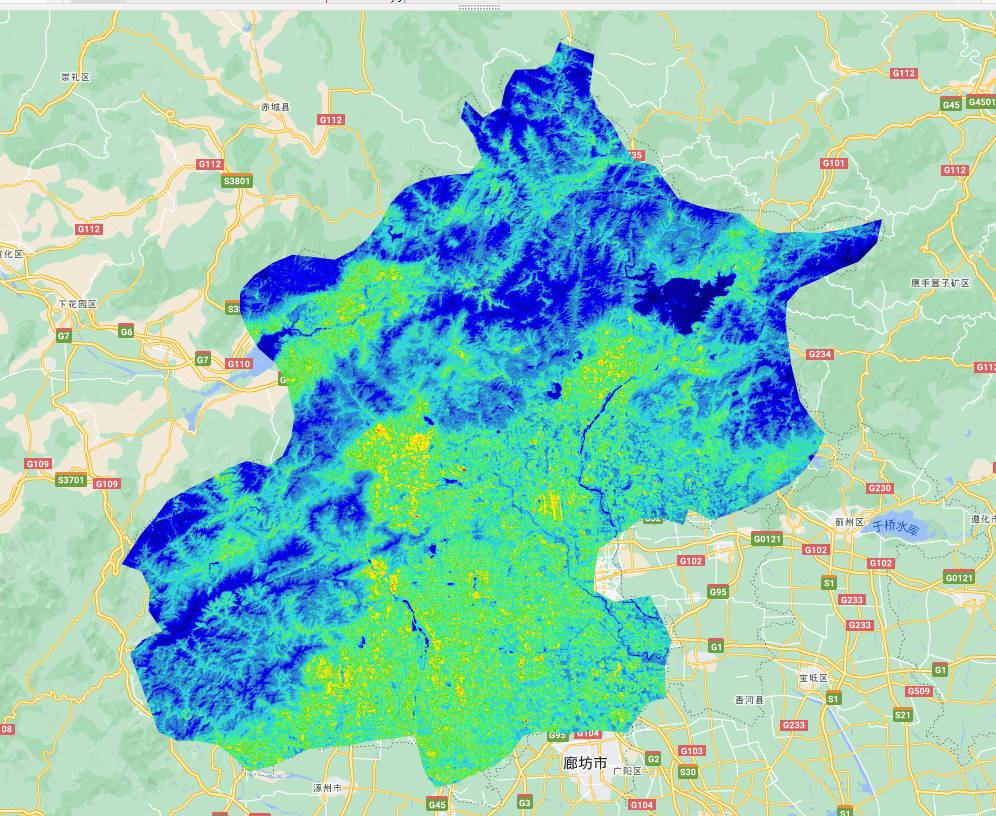 崇礼区
G112
G45
G4501
赤城县
G112
35
G112
G101
G112
S3801
G112
化区
鹰手营子矿区
下花园区
S3
G7
G6
G7
G110
G234
G112
G
G109
S3701
G109
G230
蓟州区
于桥水库
遵化市
S32
G0121
G102
G102
G102
G0121
G95
S1
G233
G233
G1
G1
宝坻区
香河县
S1
G509
S21
08
G233
G95
G104
G103
廊坊市
G2
广阳区
S30
涿州市
G45
G3
G104
S1